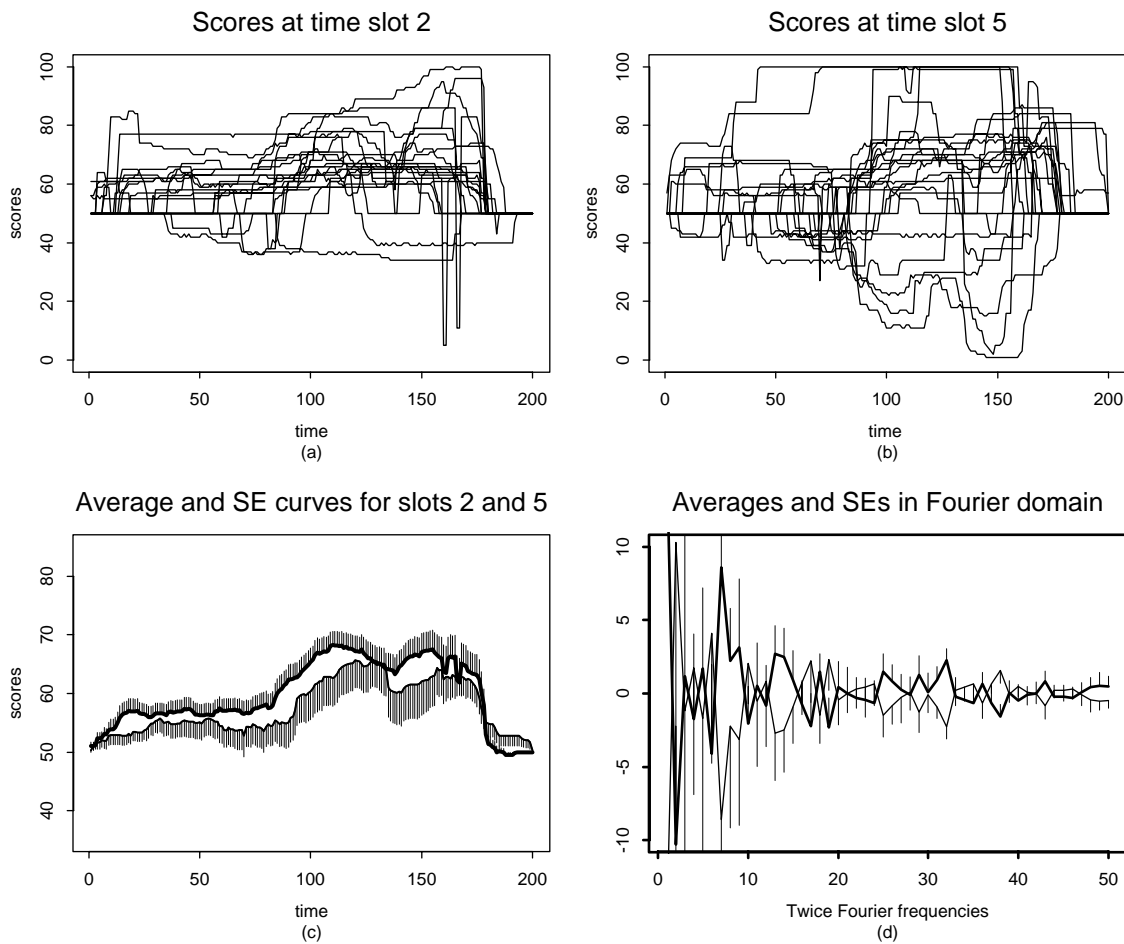 Scores at time slot 2
scores
0 20 40 60 80 100
0 50 100 150 200
time
(a)
Scores at time slot 5
scores
0 20 40 60 80 100
0 50 100 150 200
time
(b)
Average and SE curves for slots 2 and 5
scores
40 50 60 70 80
0 50 100 150 200
time
(c)
Averages and SEs in Fourier domain
-10 -5 0 5 10
0 10 20 30 40 50
Twice Fourier frequencies
(d)